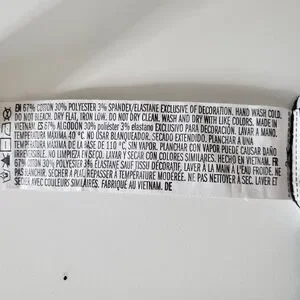 EN 67% COTTON 30% POLYESTER 3% SPANDEX/ELASTANE EXCLUSIVE OF DECORATION. HAND WASH COLD.
DO NOT BLEACH. DRY FLAT, IRON LOW. DO NOT DRY CLEAN. WASH AND DRY WITH LIKE COLORS. MADE IN
VIETNAM. ES 67% ALGODÓN 30% poliéster 3% elastano EXCLUSIVO PARA DECORACIÓN. LAVAR A MANO.
TEMPERATURA MÁXIMA 40 °C NO USAR BLANQUEADOR. SECADO EXTENDIDO. PLANCHAR A UNA
TEMPERATURA MÁXIMA DE LA BASE DE 110 °C, SIN VAPOR. PLANCHAR CON VAPOR PUEDE CAUSAR DAÑO
IRREVERSIBLE. NO LIMPIEZA EN SECO. LAVAR Y SECAR CON COLORES SIMILARES. HECHO EN VIETNAM. FR
67% COTON 30% POLYESTER 3% ÉLASTHANNE SAUF TISSU DÉCORATIF. LAVER À LA MAIN À L'EAU FROIDE. NE
PAS BLANCHIR. SÉCHER À PLAT. REPASSER À TEMPÉRATURE MODÉRÉE. NE PAS NETTOYER À SEC. LAVER ET
SÉCHER AVEC COULEURS SIMILAIRES. FABRIQUÉ AU VIETNAM. DE